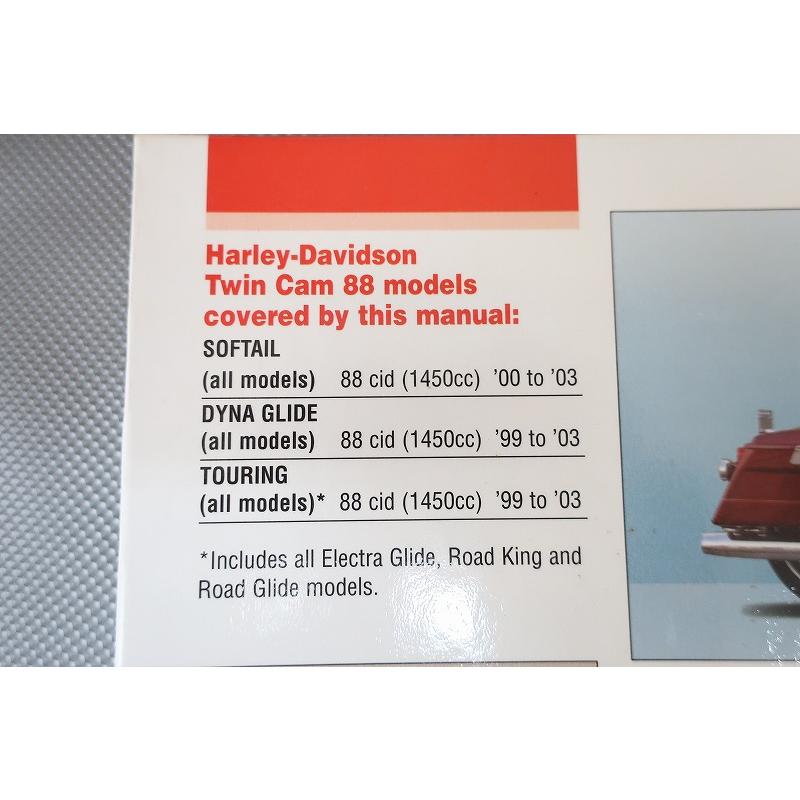 Harley-Davidson
Twin Cam 88 models
covered by this manual:
SOFTAIL
(all models) 88 cid (1450cc) ’00 to ’03
DYNA GLIDE
(all models) 88 cid (1450cc) ’99 to ’03
TOURING
(all models)* 88 cid (1450cc) ’99 to ’03
*Includes all Electra Glide, Road King and
Road Glide models.